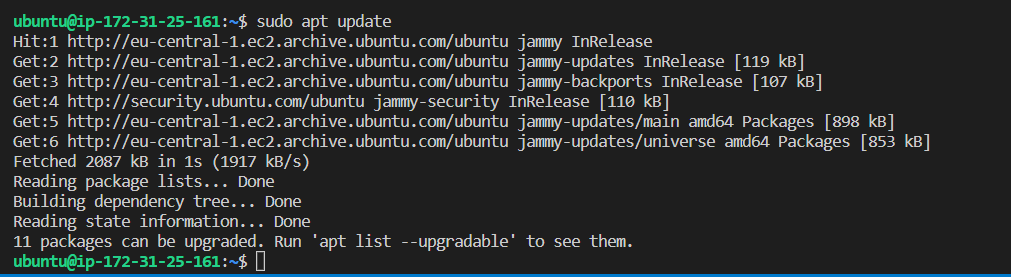 ubuntu@ip-172-31-25-161:~$ sudo apt update
Hit:1 http://eu-central-1.ec2.archive.ubuntu.com/ubuntu jammy InRelease
Get:2 http://eu-central-1.ec2.archive.ubuntu.com/ubuntu jammy-updates InRelease [119 kB]
Get:3 http://eu-central-1.ec2.archive.ubuntu.com/ubuntu jammy-backports InRelease [107 kB]
Get:4 http://security.ubuntu.com/ubuntu jammy-security InRelease [110 kB]
Get:5 http://eu-central-1.ec2.archive.ubuntu.com/ubuntu jammy-updates/main amd64 Packages [898 kB]
Get:6 http://eu-central-1.ec2.archive.ubuntu.com/ubuntu jammy-updates/universe amd64 Packages [853 kB]
Fetched 2087 kB in 1s (1917 kB/s)
Reading package lists... Done
Building dependency tree... Done
Reading state information... Done
11 packages can be upgraded. Run 'apt list --upgradable' to see them.
ubuntu@ip-172-31-25-161:~$